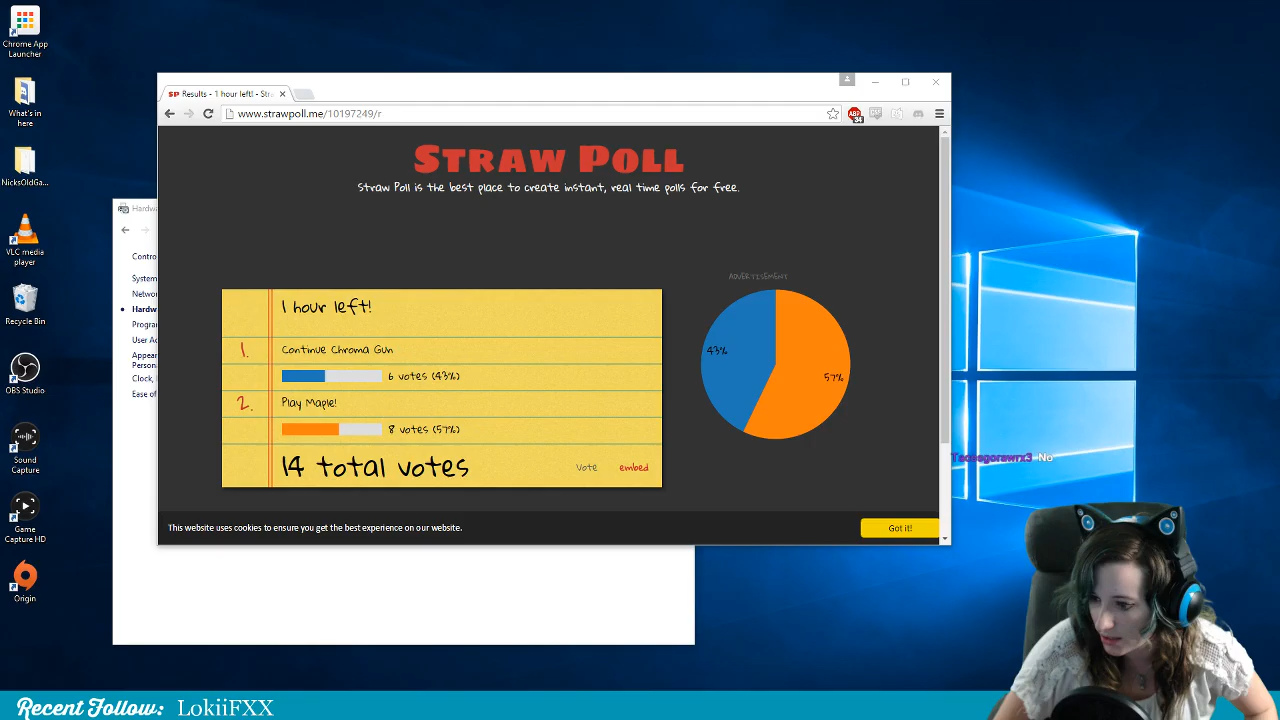 Chrome App
Launcher
What's in
here
NicksOldGa...
VLC media
player
Recycle Bin
OBS Studio
Sound
Capture
Game
Capture HD
Origin
Hardwa
Contro
System
Netwo
Hardw
Progra
User Ac
Appear
Persona
Clock,
Ease of
SP Results - 1 hour left! - Stra
www.strawpoll.me/10197249/r
ABP
34
Straw Poll
Straw Poll is the best place to create instant, real time polls for free.
ADVERTISEMENT
1 hour left!
1. Continue Chroma Gun
6 votes (43%)
2. Play Maple!
8 votes (57%)
14 total votes
Vote embed
43%
57%
This website uses cookies to ensure you get the best experience on our website.
Got it!
No
Recent Follow: LokiiFXX